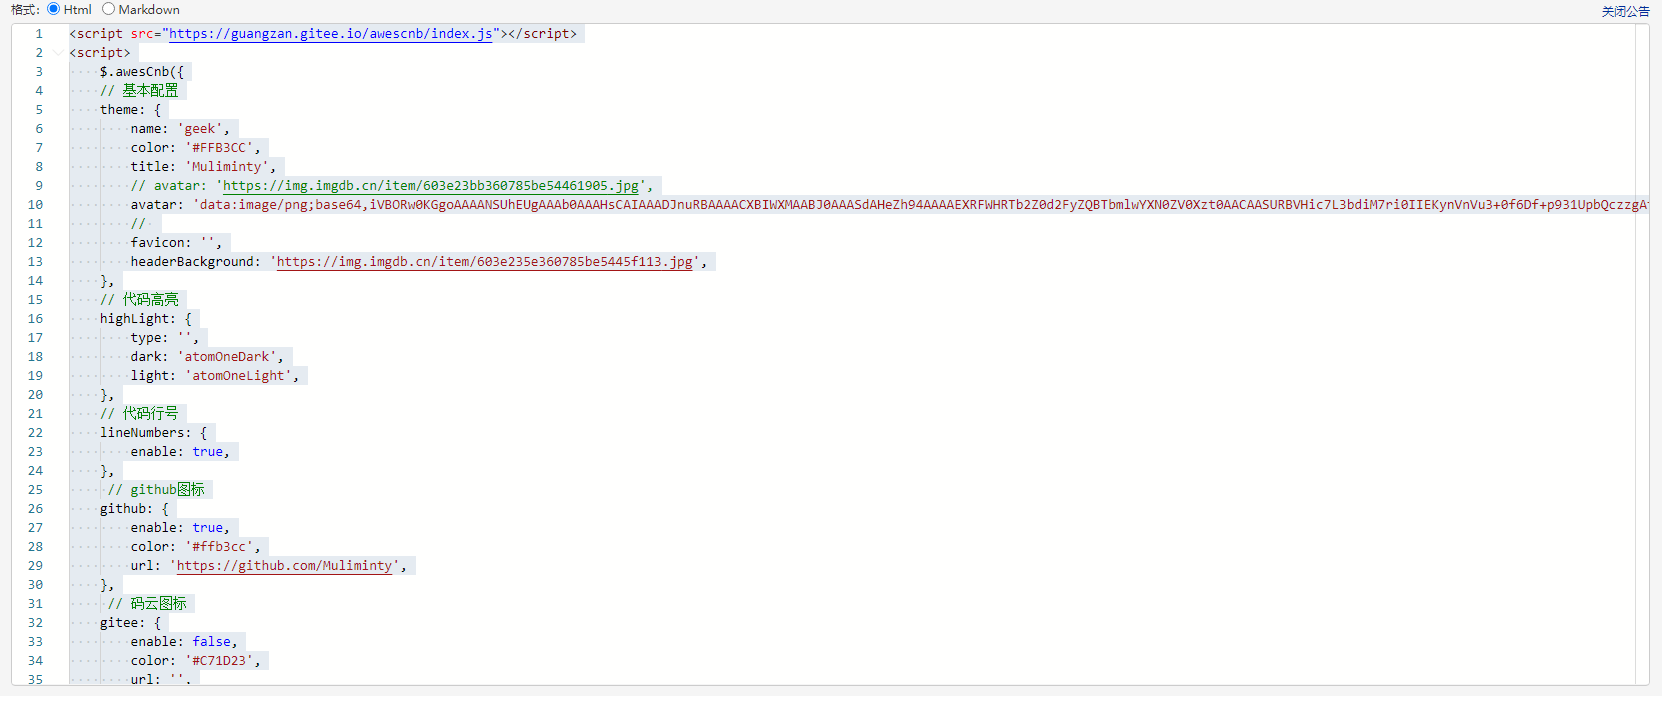 格式: Html Markdown
关闭公告
1 <script src="https://guangzan.gitee.io/awescnb/index.js"></script>
2 <script>
3 $.awesCnb({
4 // 基本配置
5 theme: {
6 name: 'geek',
7 color: '#FFB3CC',
8 title: 'Muliminty',
9 // avatar: 'https://img.imgdb.cn/item/603e23bb360785be54461905.jpg',
10 avatar: 'data:image/png;base64,iVBORw0KGgoAAAANSUhEUgAAAb0AAAHsCAIAAADJnuRBAAAACXBIWXMAABJ0AAASdAHeZh94AAAAEXRFWHRTb2Z0d2FyZQBTbmlwYXN0ZV0Xzt0AACAASURBVHic7L3bdiM7ri0IIEKynVnVu3+0f6Df+p931UpbQczzgA
11 //
12 favicon: '',
13 headerBackground: 'https://img.imgdb.cn/item/603e235e360785be5445f113.jpg',
14 },
15 // 代码高亮
16 highLight: {
17 type: '',
18 dark: 'atomOneDark',
19 light: 'atomOneLight',
20 },
21 // 代码行号
22 lineNumbers: {
23 enable: true,
24 },
25 // github图标
26 github: {
27 enable: true,
28 color: '#ffb3cc',
29 url: 'https://github.com/Muliminty',
30 },
31 // 码云图标
32 gitee: {
33 enable: false,
34 color: '#C71D23',
35 url: '',